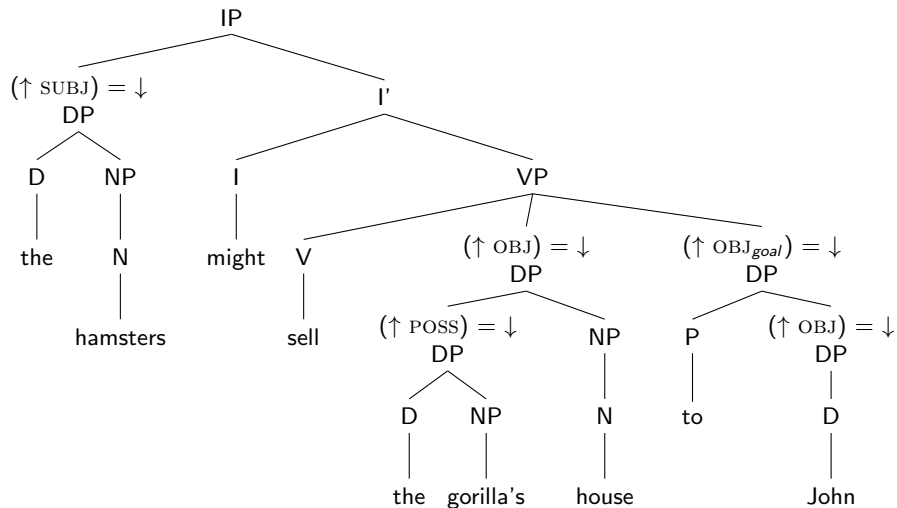 IP
(↑ SUBJ) = ↓
DP
I'
D NP I VP
the N might V (↑ OBJ) = ↓ (↑ OBJgoal) = ↓
DP DP
hamsters sell (↑ POSS) = ↓ NP P (↑ OBJ) = ↓
DP DP
D NP N to D
the gorilla's house John